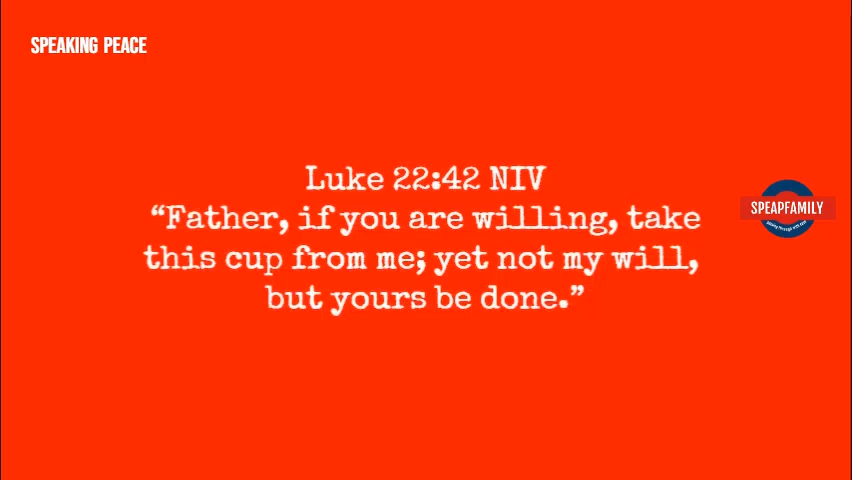 SPEAKING PEACE
Luke 22:42 NIV
“Father, if you are willing, take
this cup from me; yet not my will,
but yours be done.”
SPEAPFAMILY